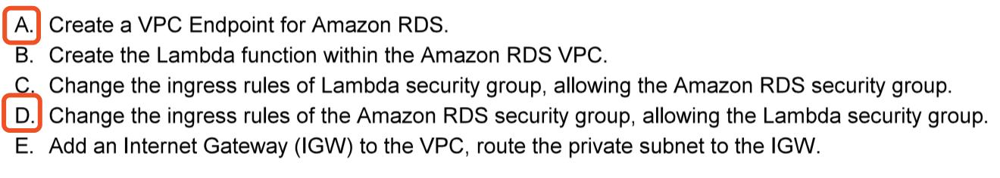 A. Create a VPC Endpoint for Amazon RDS.
B. Create the Lambda function within the Amazon RDS VPC.
C. Change the ingress rules of Lambda security group, allowing the Amazon RDS security group.
D. Change the ingress rules of the Amazon RDS security group, allowing the Lambda security group.
E. Add an Internet Gateway (IGW) to the VPC, route the private subnet to the IGW.